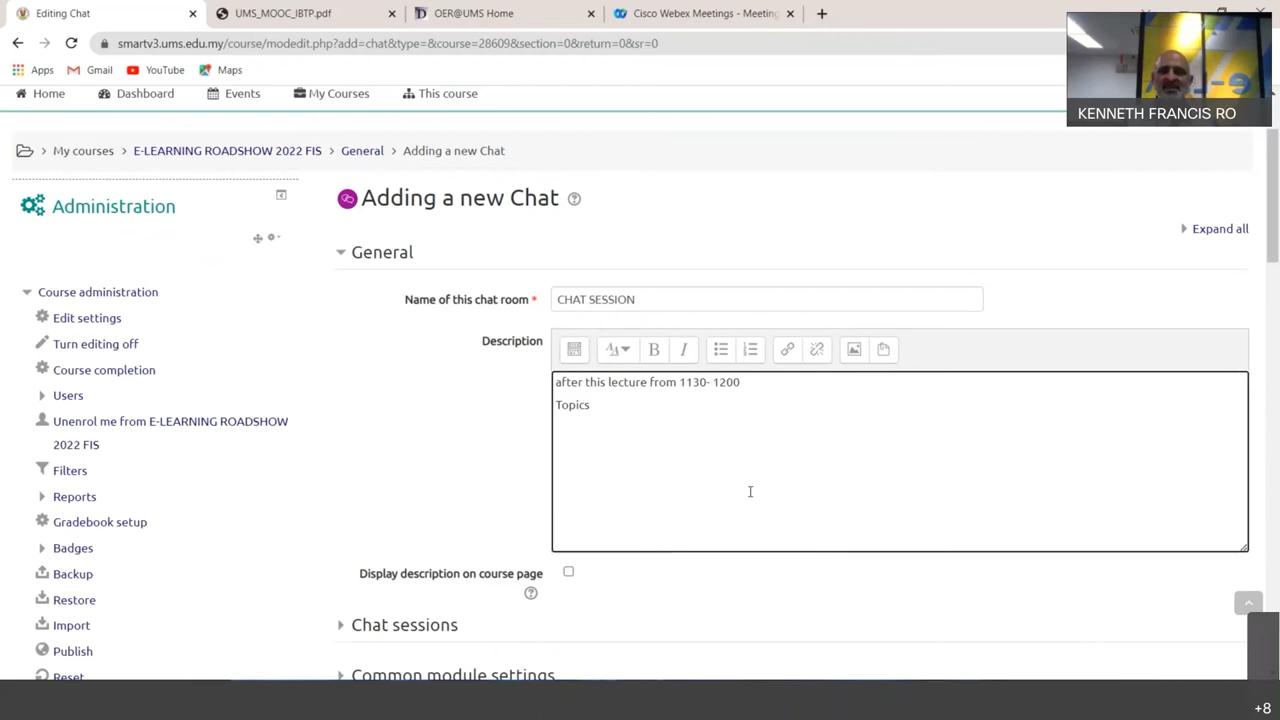 Editing Chat
UMS_MOOC_IBTP.pdf
OER@UMS Home
Cisco Webex Meetings - Meetin
smartv3.ums.edu.my/course/modedit.php?add=chat&type=&course=28609&section=0&return=0&sr=0
Apps
Gmail
YouTube
Maps
KENNETH FRANCIS RO
Home
Dashboard
Events
My Courses
This course
My courses
E-LEARNING ROADSHOW 2022 FIS
General
Adding a new Chat
Administration
Adding a new Chat
Expand all
General
Course administration
Name of this chat room *
CHAT SESSION
Edit settings
Description
Turn editing off
B
I
Course completion
after this lecture from 1130- 1200
Users
Topics
Unenrol me from E-LEARNING ROADSHOW
2022 FIS
Filters
Reports
Gradebook setup
Badges
Backup
Display description on course page
Restore
Import
Chat sessions
Publish
Reset
Common module settings
+8